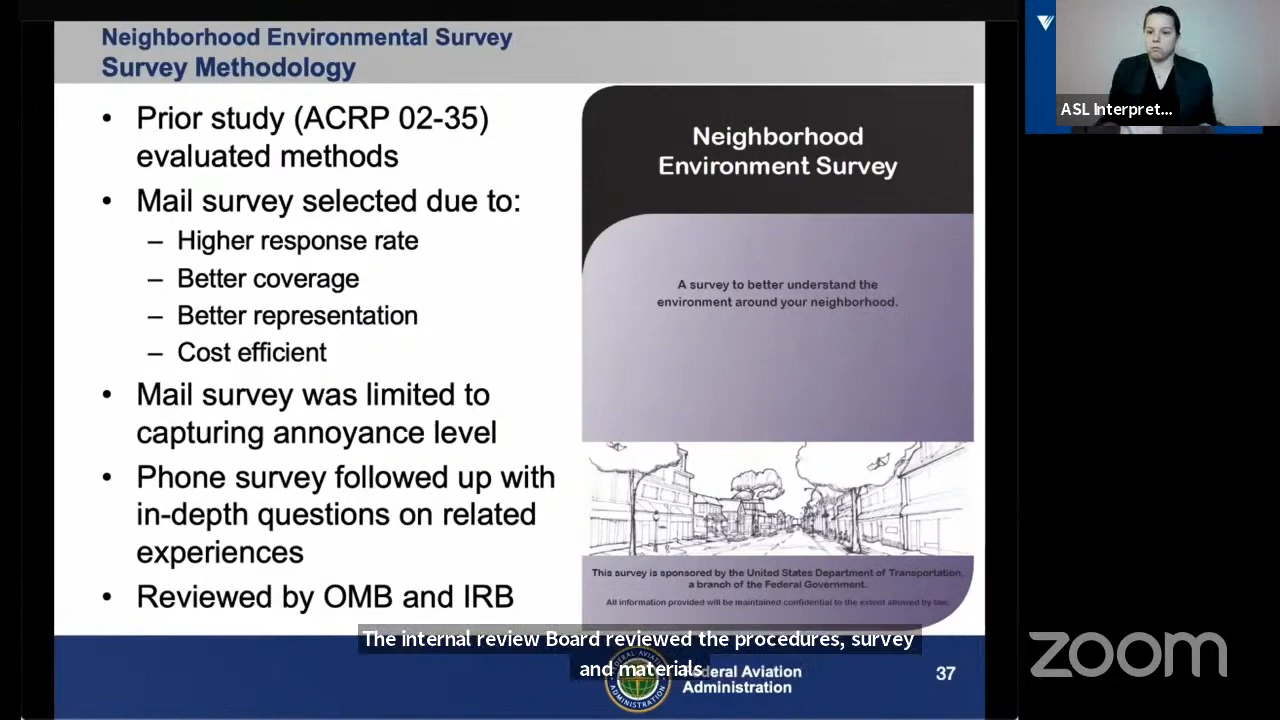 Neighborhood Environmental Survey
Survey Methodology
• Prior study (ACRP 02-35)
evaluated methods
• Mail survey selected due to:
– Higher response rate
– Better coverage
– Better representation
– Cost efficient
• Mail survey was limited to
capturing annoyance level
• Phone survey followed up with
in-depth questions on related
experiences
• Reviewed by OMB and IRB
Neighborhood
Environment Survey
A survey to better understand the
environment around your neighborhood.
This survey is sponsored by the United States Department of Transportation,
a branch of the Federal Government.
All information provided will be maintained confidential to the extent allowed by law.
The internal review Board reviewed the procedures, survey
and materials
Federal Aviation
Administration
37
ASL Interpret...
zoom